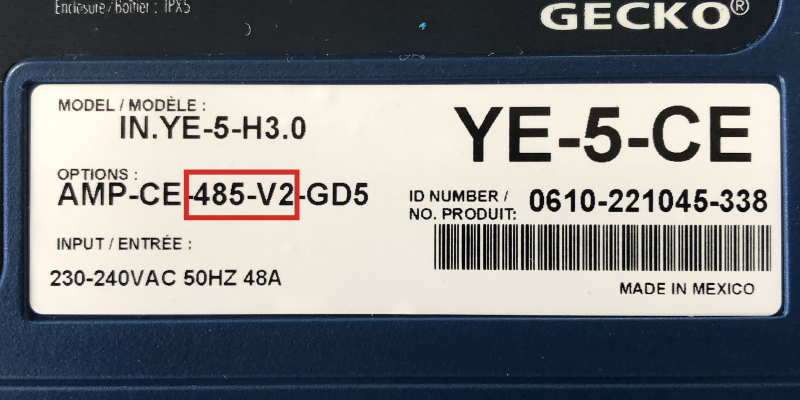 Enclosure / Boîtier : IPX5
GECKO®
MODEL / MODÈLE :
IN.YE-5-H3.0
YE-5-CE
OPTIONS :
AMP-CE-485-V2-GD5
ID NUMBER /
NO. PRODUIT: 0610-221045-338
INPUT / ENTRÉE :
230-240VAC 50HZ 48A
MADE IN MEXICO